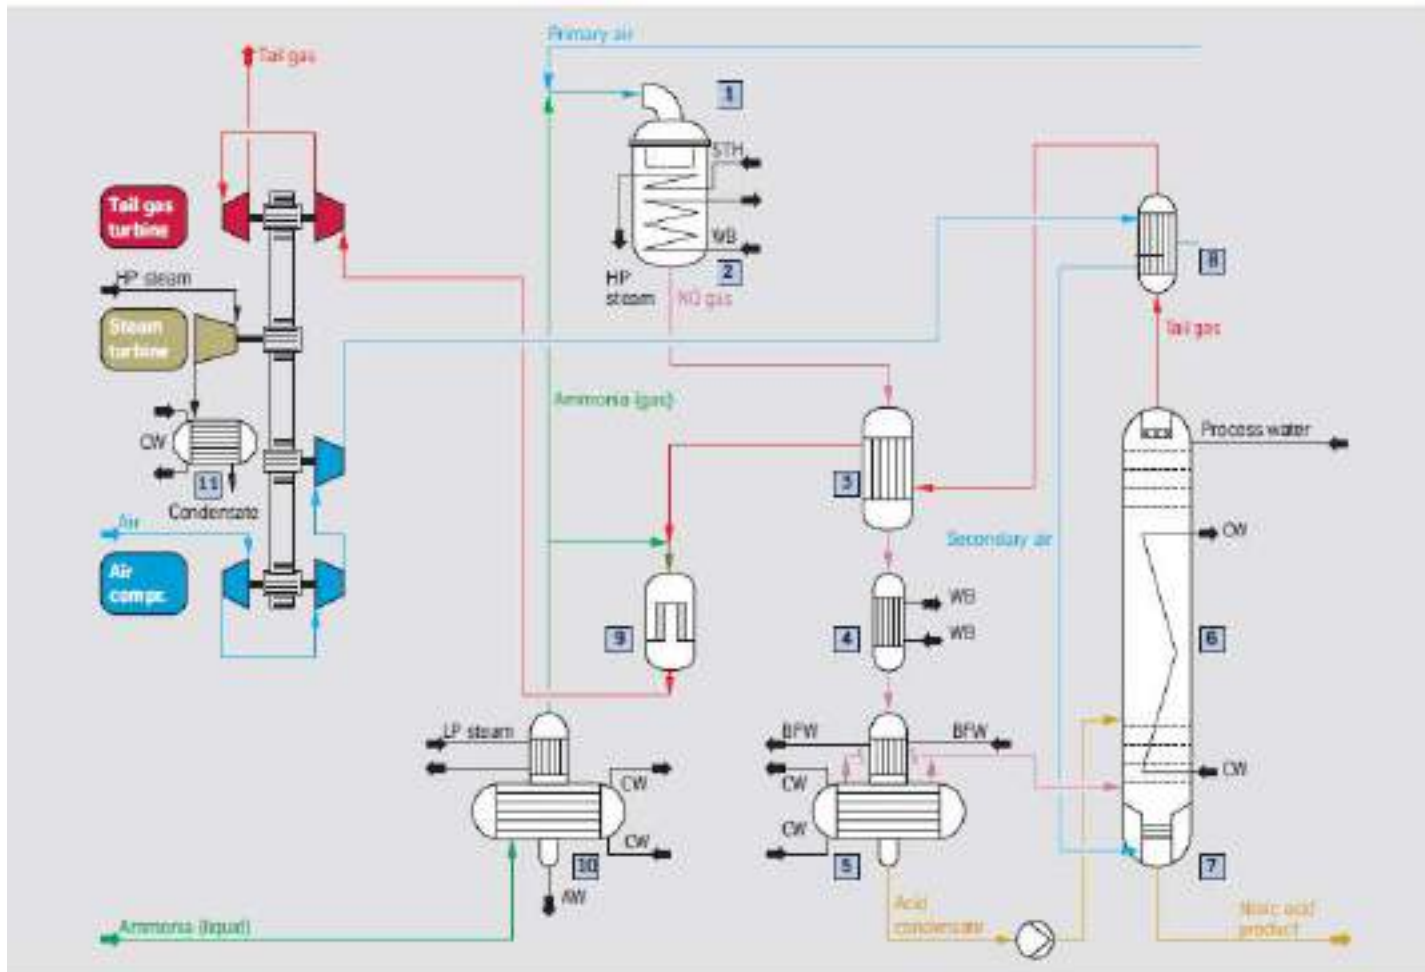 Primary air
Tail gas
1
STH
Tail gas
turbine
WB
8
HP steam
HP
steam
2
NO gas
Tail gas
Steam
turbine
Ammonia (gas)
Process water
CW
3
11
Condensate
Air
Secondary air
CW
Air
compr.
WB
9
4
WB
6
LP steam
BFW
BFW
CW
CW
CW
CW
CW
10
5
7
AW
Ammonia (liquid)
Acid
condensate
Nitric acid
product